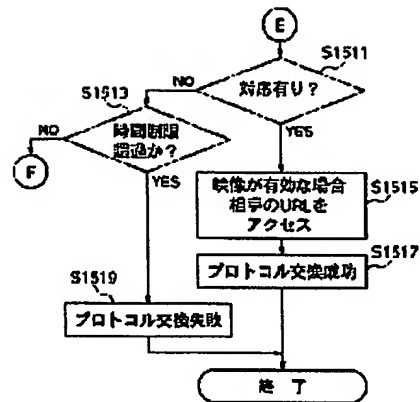 E
S1511
対応有り?
NO
YES
S1513
時間制限
超過か?
NO
YES
F
映像が有効な場合
相手のURLを
アクセス
S1515
プロトコル交換成功
S1517
S1519
プロトコル交換失敗
終了